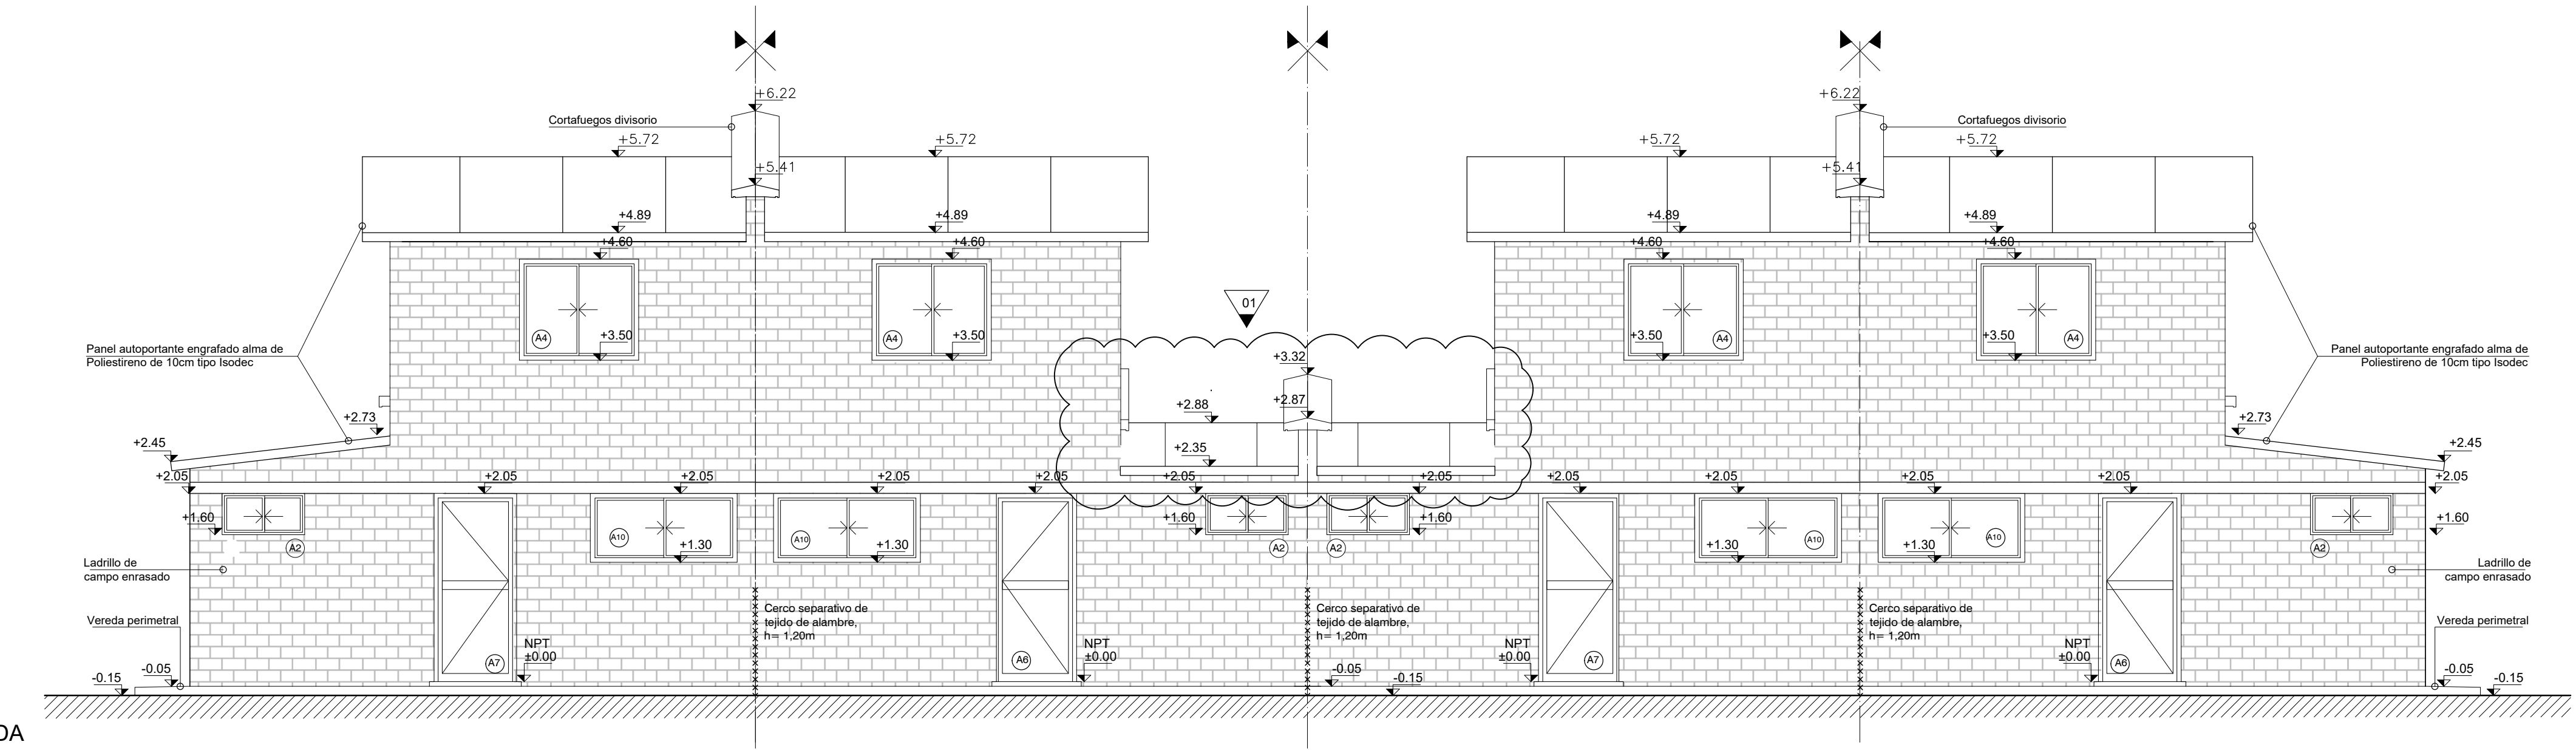 +6.22
+6.22
Cortafuegos divisorio
Cortafuegos divisorio
+5.72
+5.72
+5.72
+5.72
+5.41
+5.41
+4.89
+4.89
+4.89
+4.89
+4.60
+4.60
+4.60
+4.60
01
A4
+3.50
A4
+3.50
+3.50
A4
+3.50
A4
Panel autoportante engrafado alma de
Poliestireno de 10cm tipo Isodec
+3.32
Panel autoportante engrafado alma de
Poliestireno de 10cm tipo Isodec
+2.88
+2.87
+2.73
+2.73
+2.45
+2.35
+2.45
+2.05
+2.05
+2.05
+2.05
+2.05
+2.05
+2.05
+2.05
+2.05
+2.05
+2.05
+2.05
+1.60
+1.60
+1.60
+1.60
A2
A10
+1.30
A10
+1.30
A2
A2
+1.30
A10
+1.30
A10
A2
Ladrillo de
campo enrasado
Ladrillo de
campo enrasado
Vereda perimetral
Cerco separativo de
tejido de alambre,
h= 1,20m
Cerco separativo de
tejido de alambre,
h= 1,20m
Cerco separativo de
tejido de alambre,
h= 1,20m
Vereda perimetral
A7
NPT
±0.00
A6
NPT
±0.00
NPT
±0.00
A7
NPT
±0.00
A6
-0.05
-0.05
-0.05
-0.15
-0.15
-0.15
DA